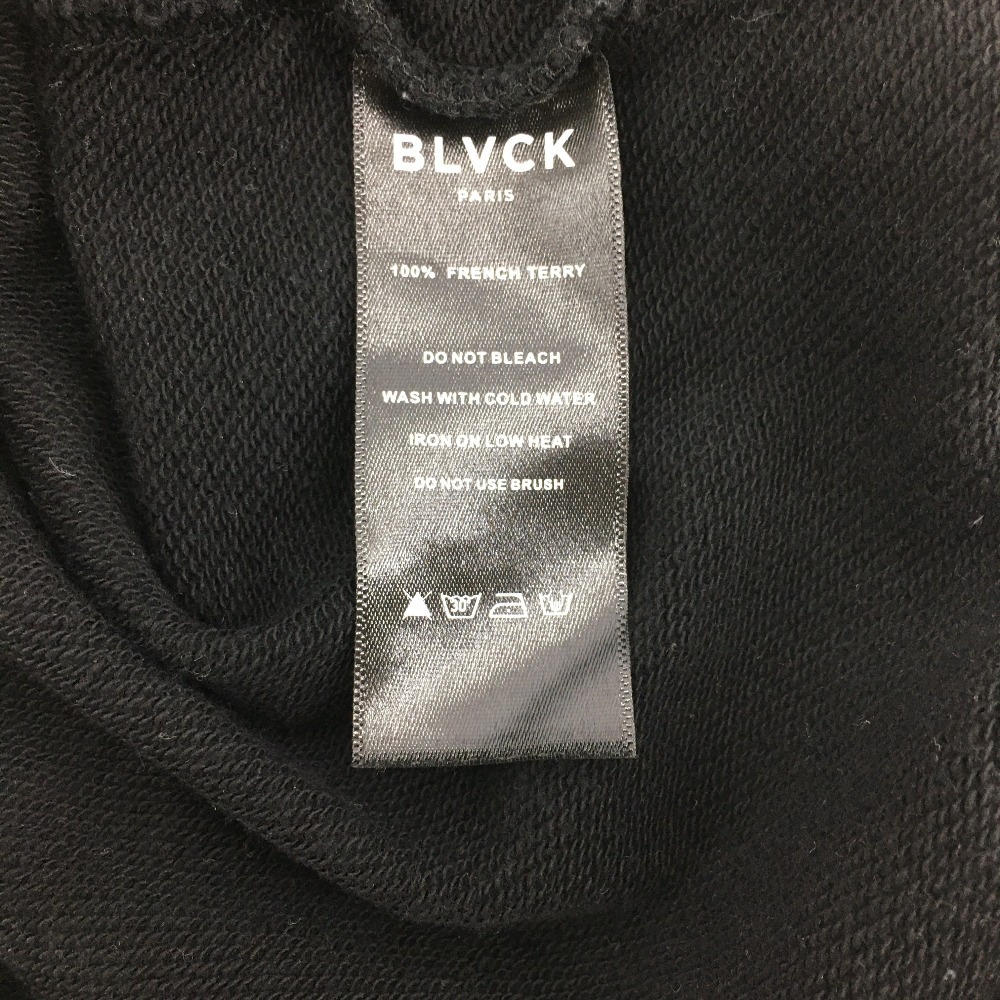 BLVCK
PARIS
100% FRENCH TERRY
DO NOT BLEACH
WASH WITH COLD WATER
IRON ON LOW HEAT
DO NOT USE BRUSH
30°